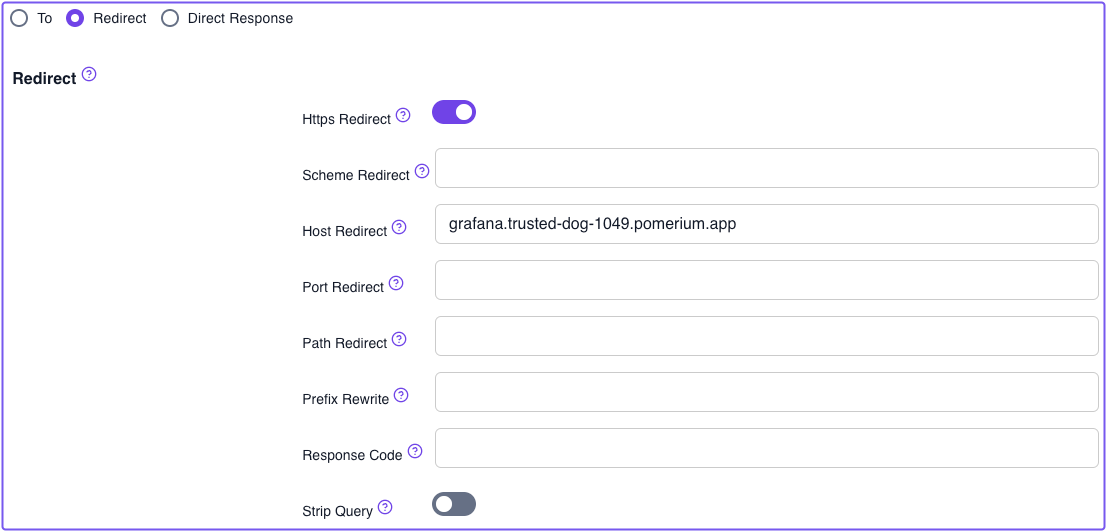 To Redirect Direct Response
Redirect ?
Https Redirect ?
Scheme Redirect ?
Host Redirect ? grafana.trusted-dog-1049.pomerium.app
Port Redirect ?
Path Redirect ?
Prefix Rewrite ?
Response Code ?
Strip Query ?